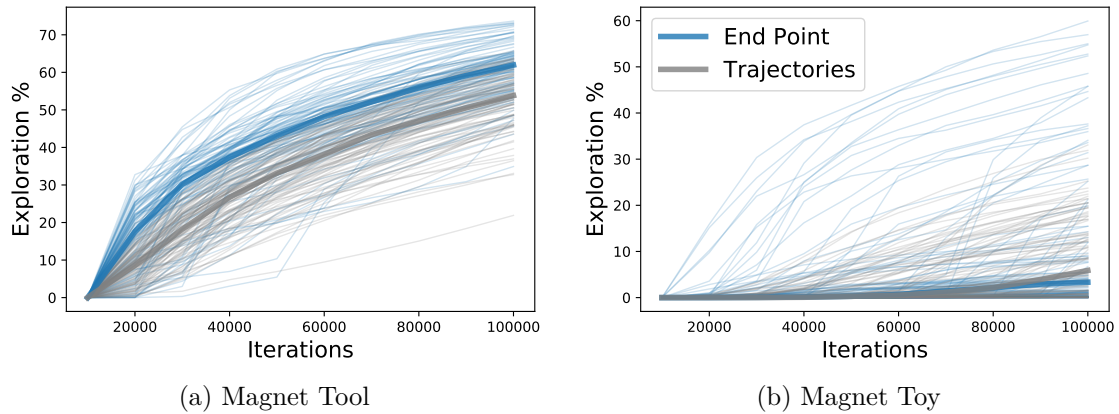 70
60
50
40
30
20
10
0
Exploration %
20000 40000 60000 80000 100000
Iterations
(a) Magnet Tool
60
50
40
30
20
10
0
Exploration %
End Point
Trajectories
20000 40000 60000 80000 100000
Iterations
(b) Magnet Toy